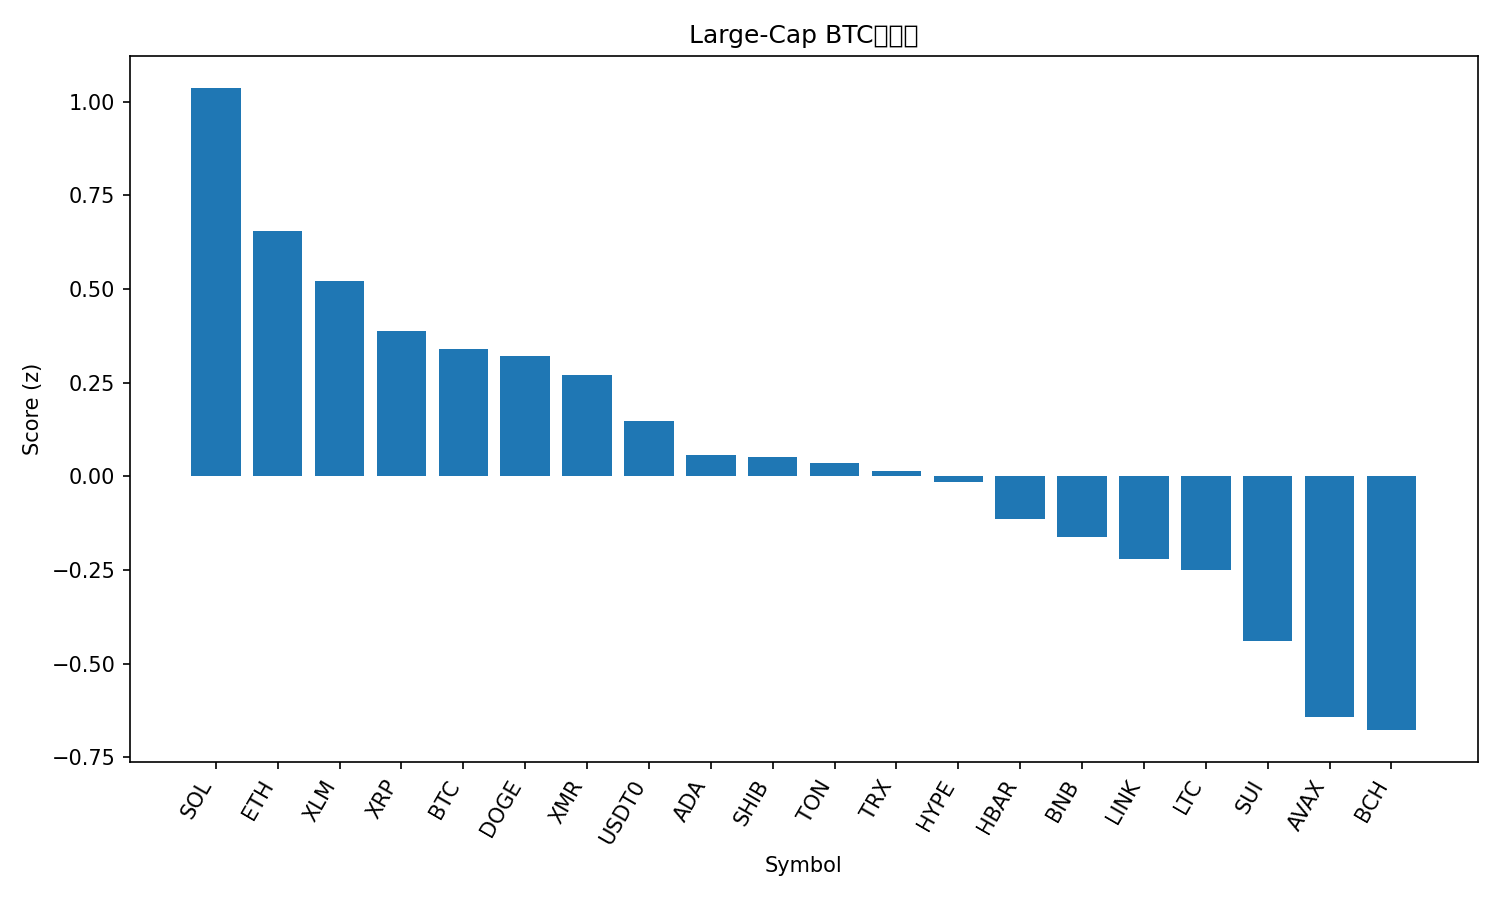 Large-Cap BTC
1.00
0.75
0.50
0.25
0.00
−0.25
−0.50
−0.75
Score (z)
SOL
ETH
XLM
XRP
BTC
DOGE
XMR
USDT0
ADA
SHIB
TON
TRX
HYPE
HBAR
BNB
LINK
LTC
SUI
AVAX
BCH
Symbol